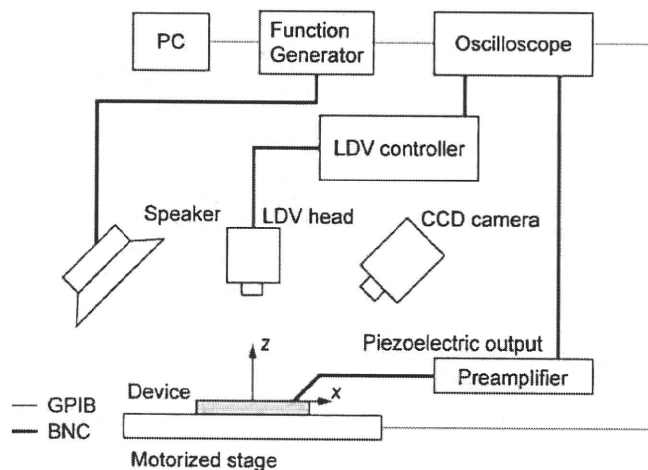 PC
Function
Generator
Oscilloscope
LDV controller
Speaker
LDV head
CCD camera
z
Piezoelectric output
Device
x
Preamplifier
GPIB
BNC
Motorized stage